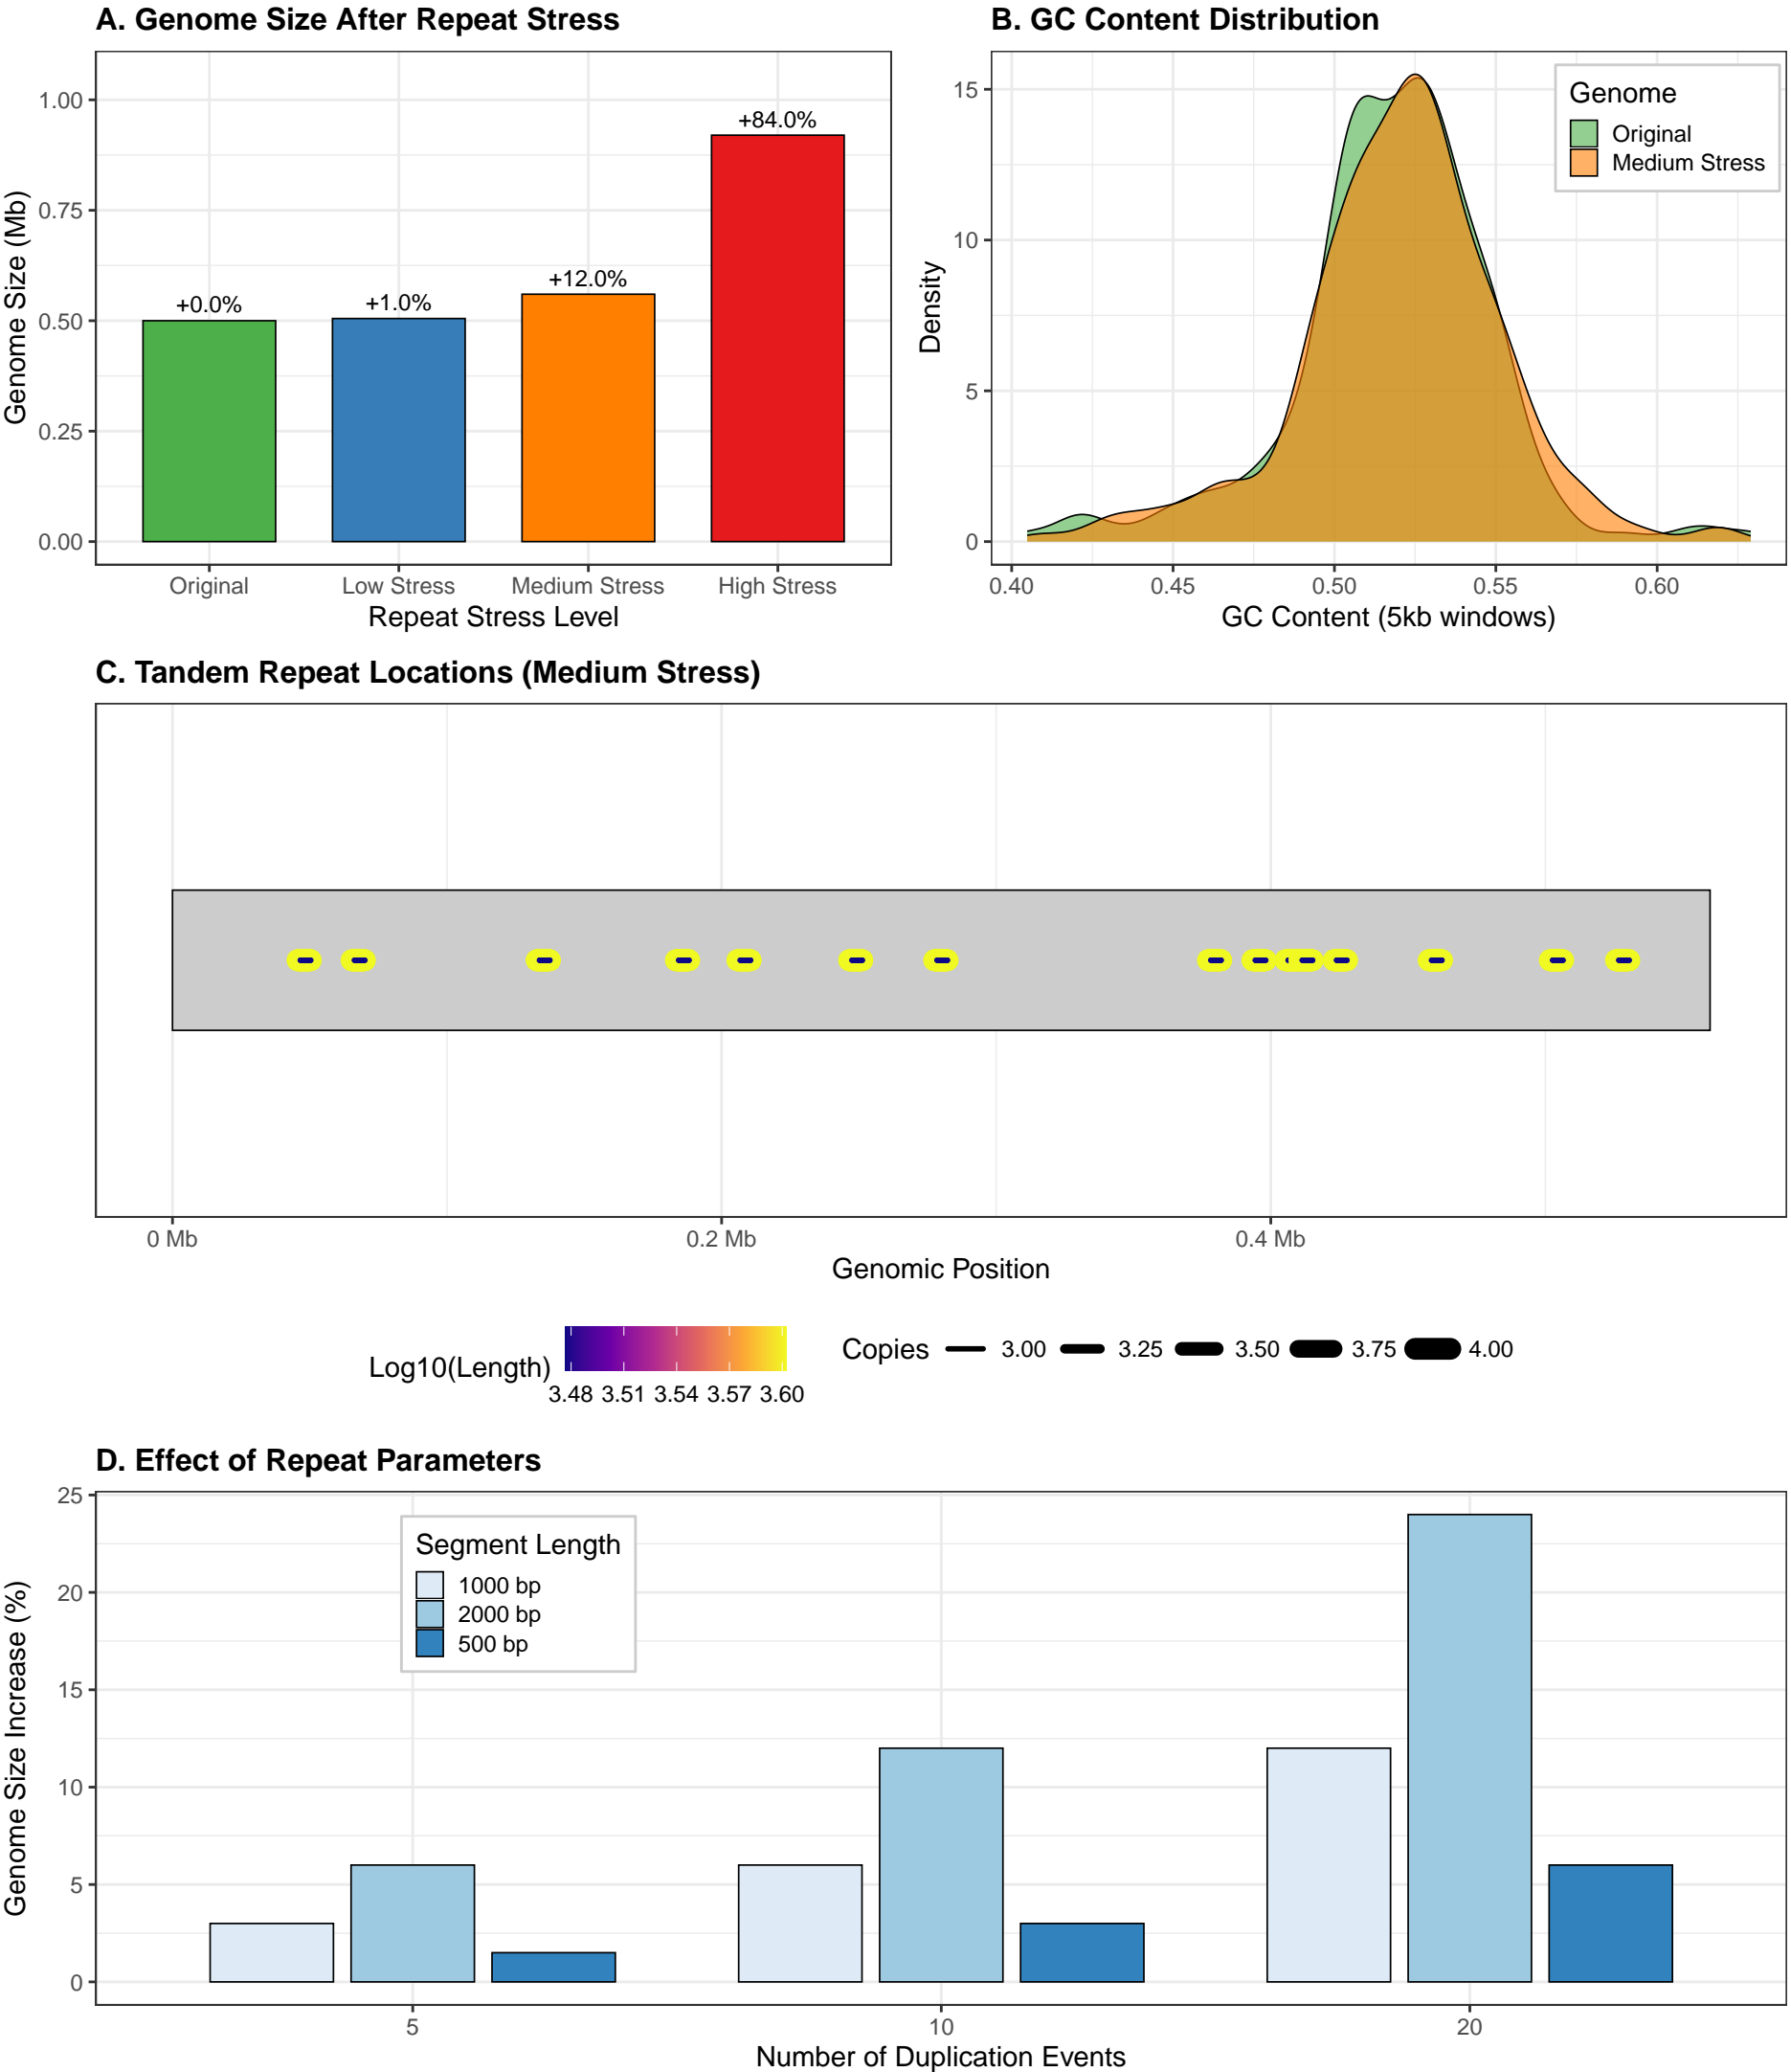 A. Genome Size After Repeat Stress
Genome Size (Mb)
1.00
0.75
0.50
0.25
0.00
+0.0%
+1.0%
+12.0%
+84.0%
Original
Low Stress
Medium Stress
High Stress
Repeat Stress Level
B. GC Content Distribution
Density
15
10
5
0
Genome
Original
Medium Stress
0.40
0.45
0.50
0.55
0.60
GC Content (5kb windows)
C. Tandem Repeat Locations (Medium Stress)
0 Mb
0.2 Mb
0.4 Mb
Genomic Position
Log10(Length)
3.48
3.51
3.54
3.57
3.60
Copies
3.00
3.25
3.50
3.75
4.00
D. Effect of Repeat Parameters
Genome Size Increase (%)
25
20
15
10
5
0
Segment Length
1000 bp
2000 bp
500 bp
5
10
20
Number of Duplication Events